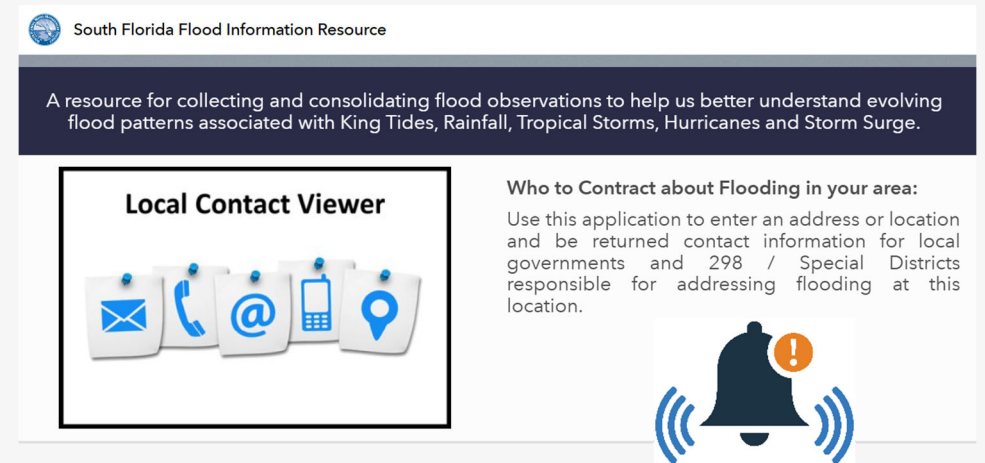 South Florida Flood Information Resource
A resource for collecting and consolidating flood observations to help us better understand evolving
flood patterns associated with King Tides, Rainfall, Tropical Storms, Hurricanes and Storm Surge.
Local Contact Viewer
@
Who to Contract about Flooding in your area:
Use this application to enter an address or location
and be returned contact information for local
governments and 298 / Special Districts
responsible for addressing flooding at this
location.
!